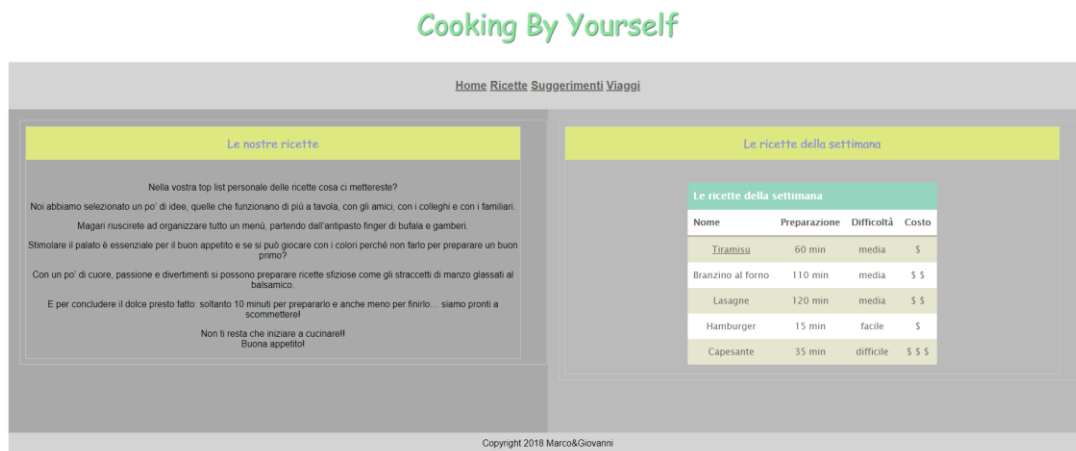 Cooking By Yourself
Home Ricette Suggerimenti Viaggi
Le nostre ricette
Nella vostra top list personale delle ricette cosa ci mettereste?
Noi abbiamo selezionato un po' di idee, quelle che funzionano di più a tavola, con gli amici, con i colleghi e con i familiari.
Magari riuscirete ad organizzare tutto un menù, partendo dall'antipasto finger di bufala e gamberi.
Stimolare il palato è essenziale per il buon appetito e se si può giocare con i colori perché non farlo per preparare un buon
primo?
Con un po' di cuore, passione e divertimenti si possono preparare ricette sfiziose come gli straccetti di manzo glassati al
balsamico.
E per concludere il dolce presto fatto: soltanto 10 minuti per prepararlo e anche meno per finirlo… siamo pronti a
scommettere!
Non ti resta che iniziare a cucinare!!
Buona appetito!
Le ricette della settimana
Le ricette della settimana
Nome Preparazione Difficoltà Costo
Tiramisu 60 min media $
Branzino al forno 110 min media $ $
Lasagne 120 min media $ $
Hamburger 15 min facile $
Capesante 35 min difficile $ $ $
Copyright 2018 Marco&Giovanni